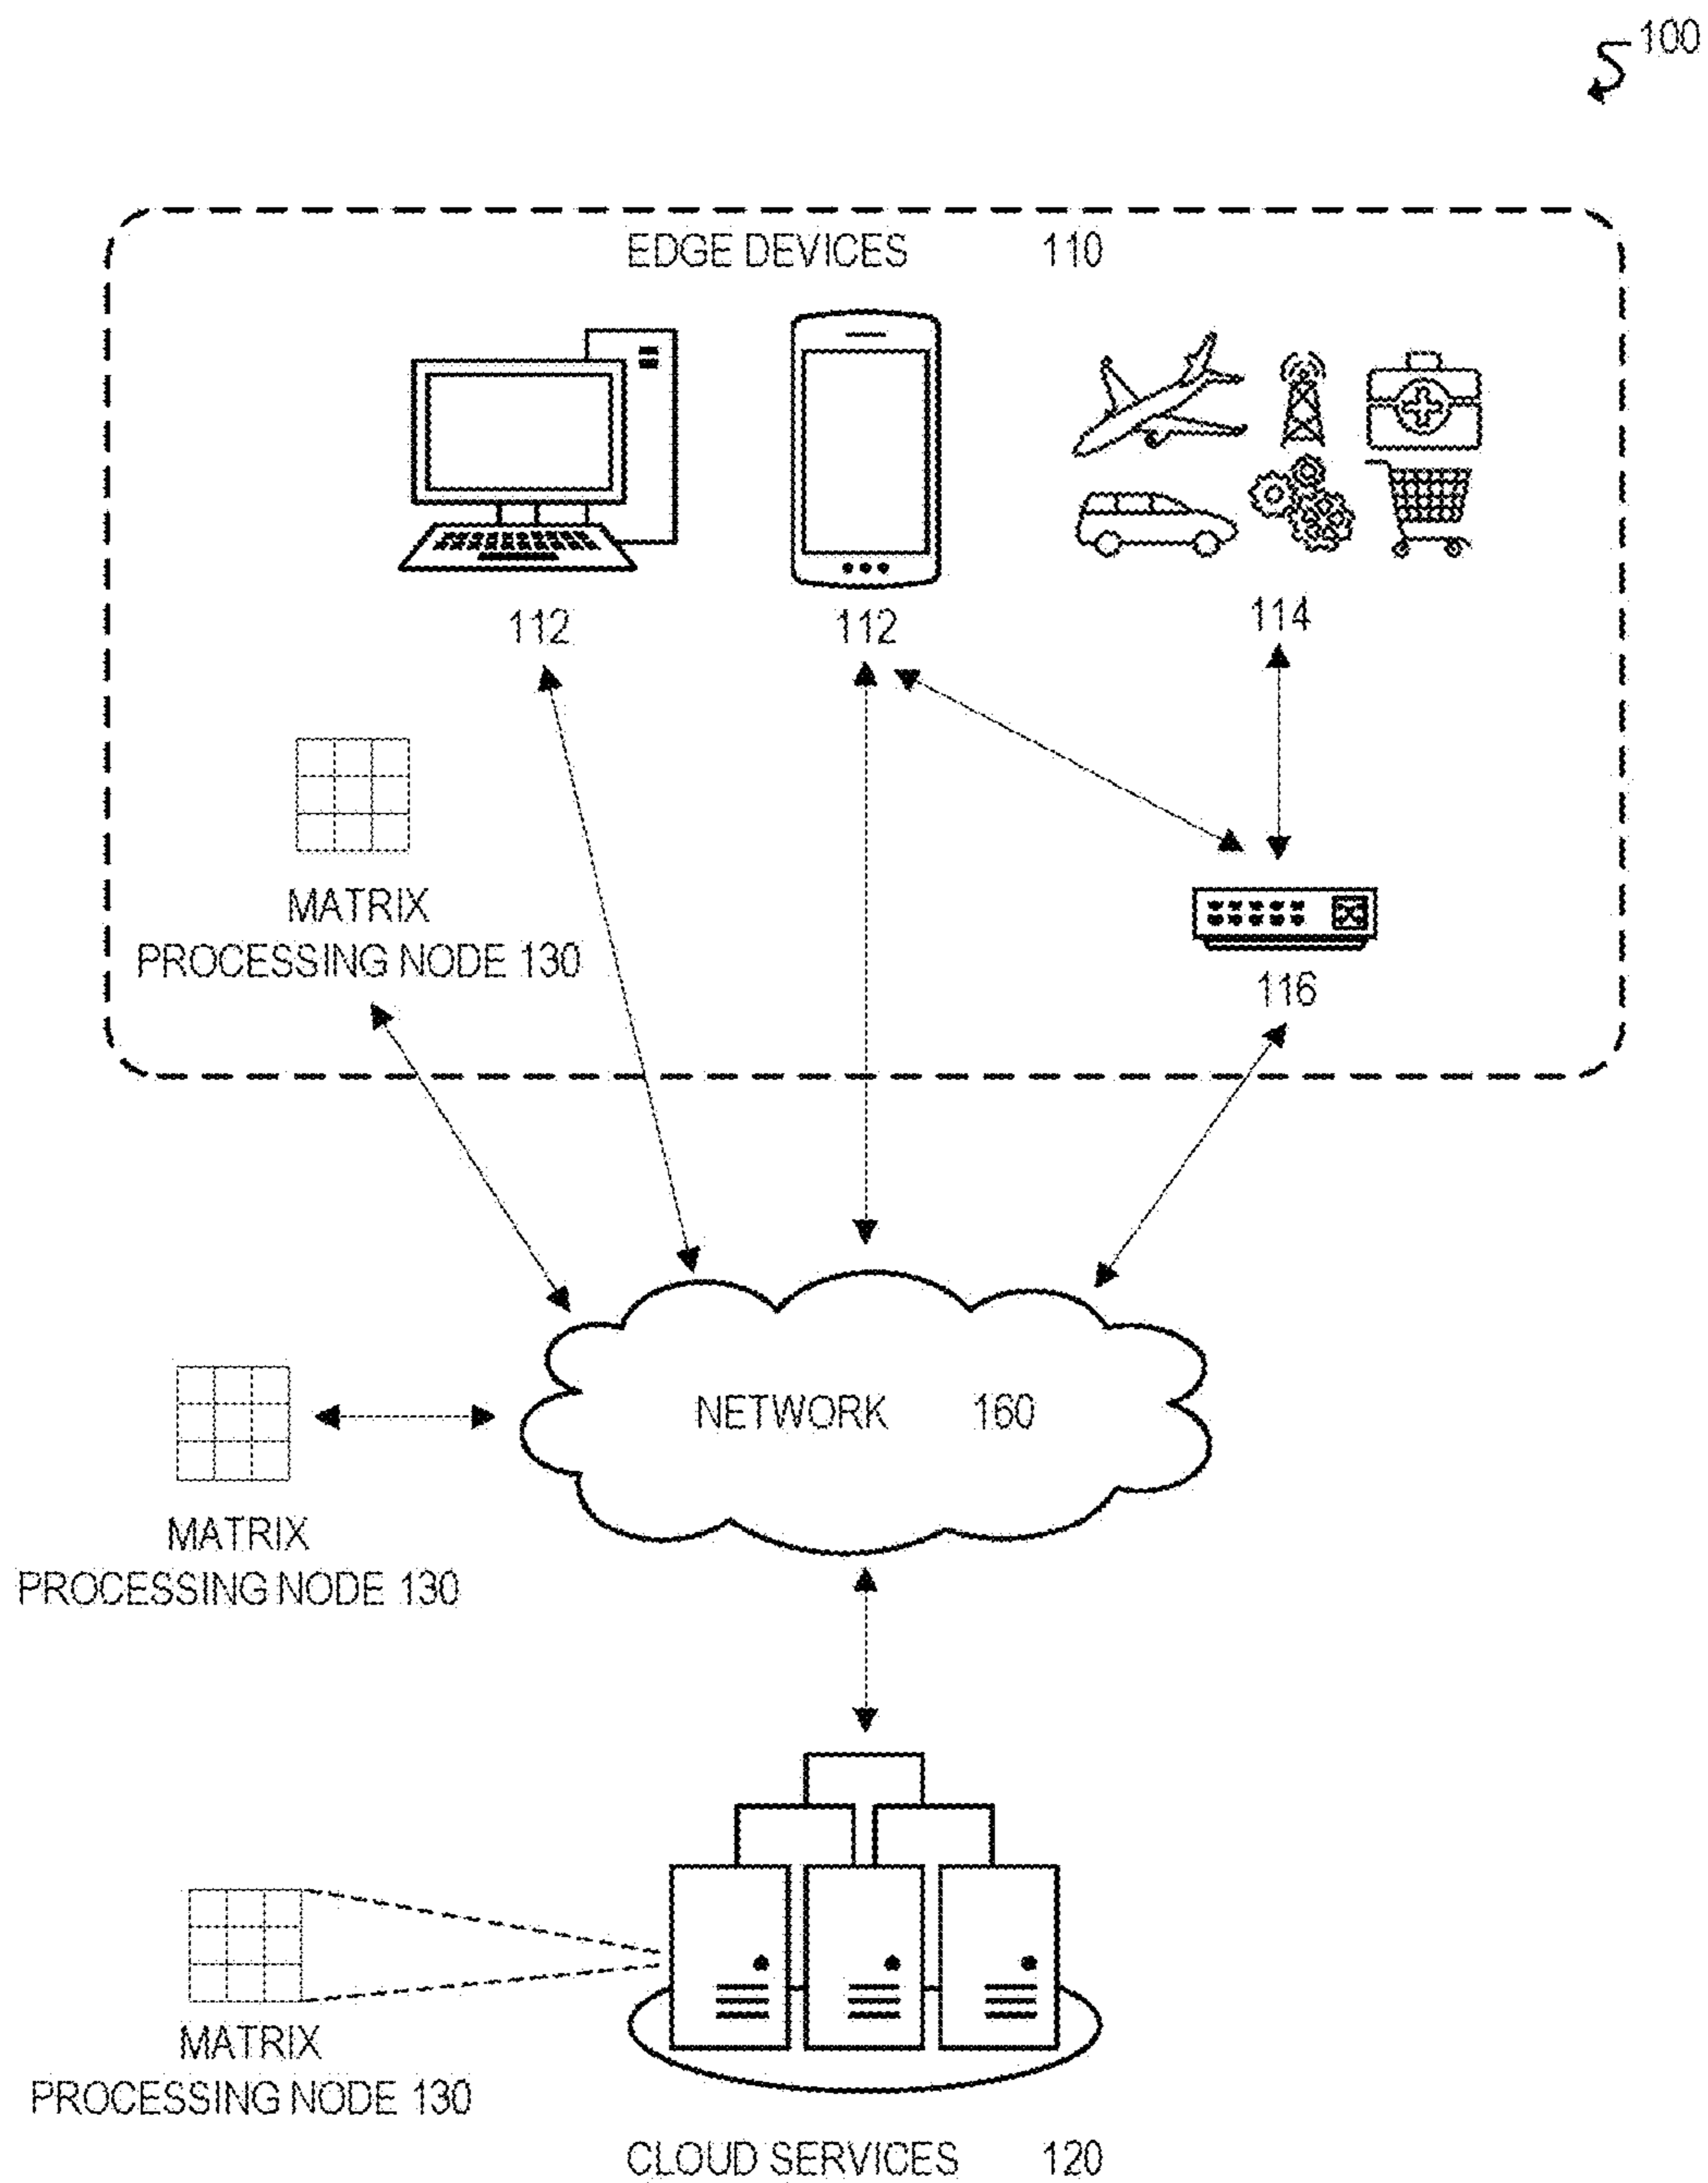 100
EDGE DEVICES 110
112
112
114
MATRIX
PROCESSING NODE 130
116
NETWORK 160
MATRIX
PROCESSING NODE 130
MATRIX
PROCESSING NODE 130
CLOUD SERVICES 120